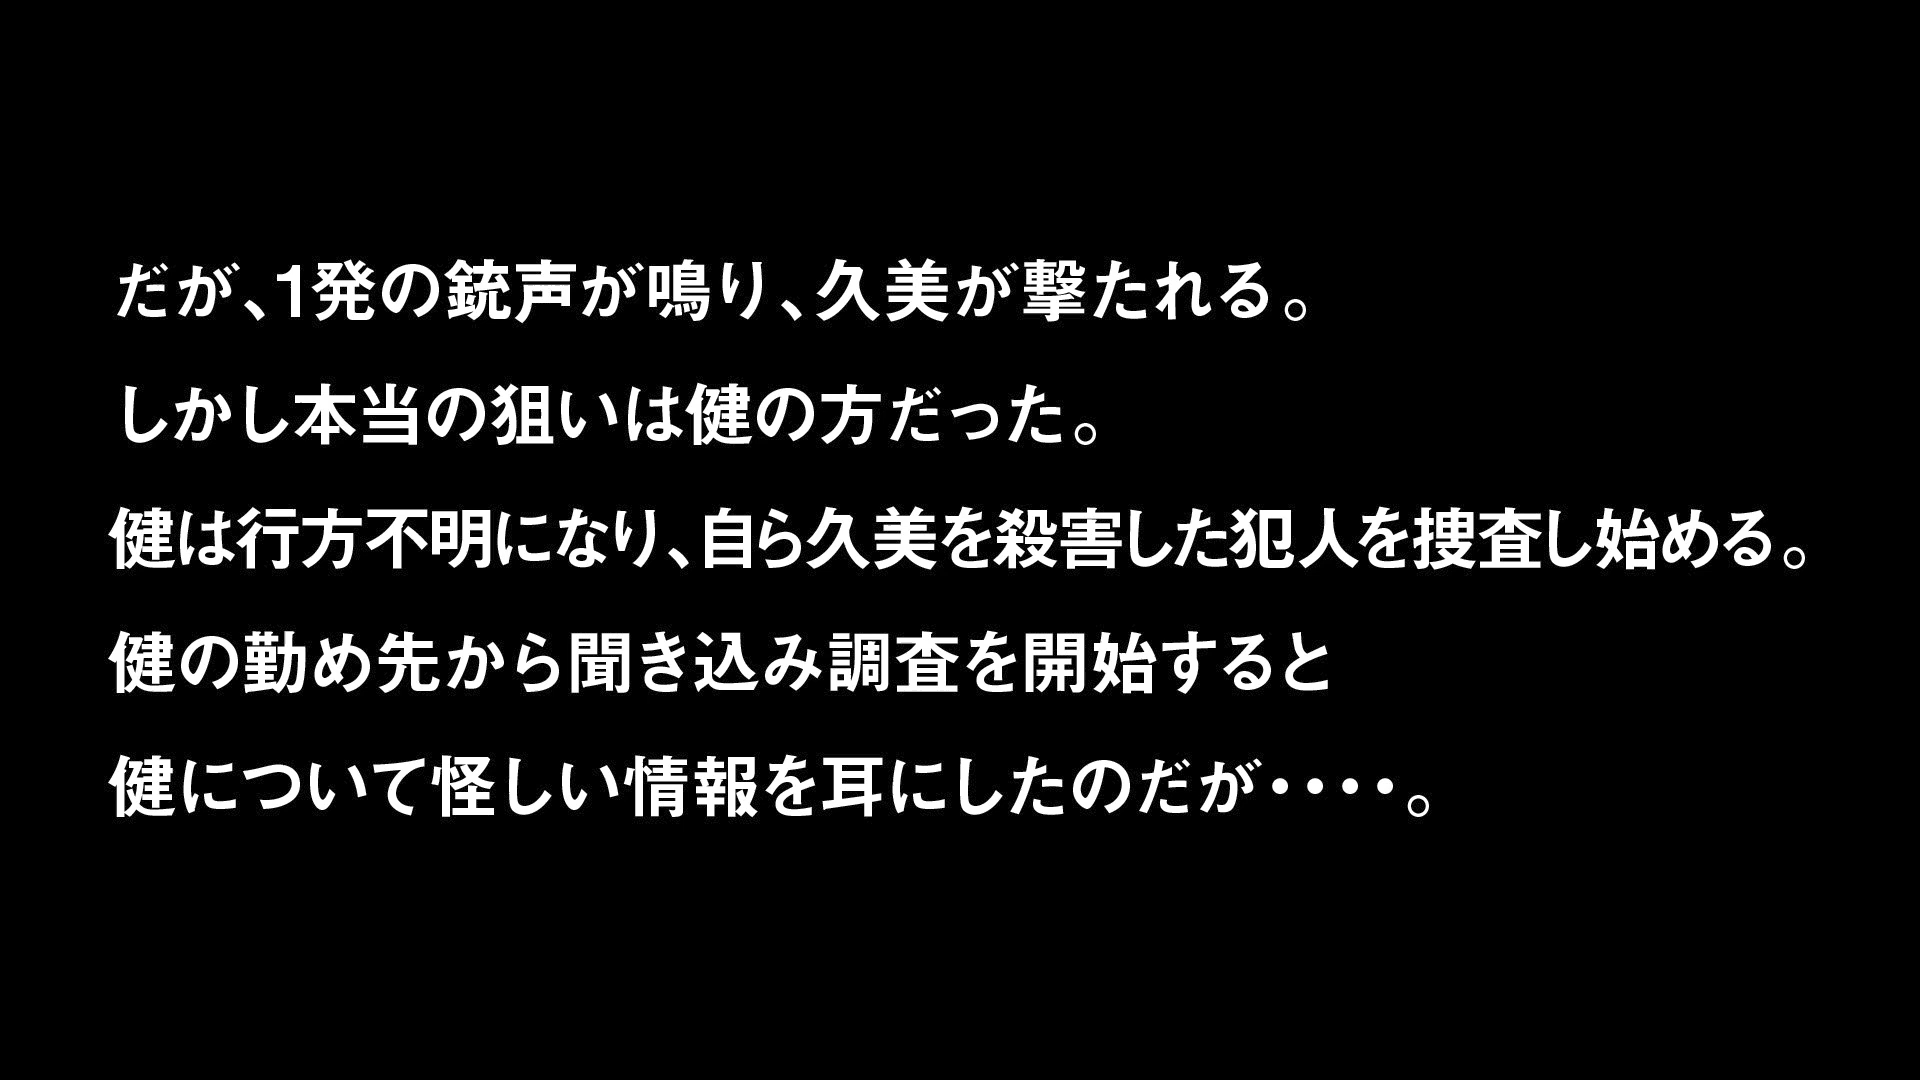 だが、1発の銃声が鳴り、久美が撃たれる。
しかし本当の狙いは健の方だった。
健は行方不明になり、自ら久美を殺害した犯人を捜査し始める。
健の勤め先から聞き込み調査を開始すると
健について怪しい情報を耳にしたのだが・・・・。